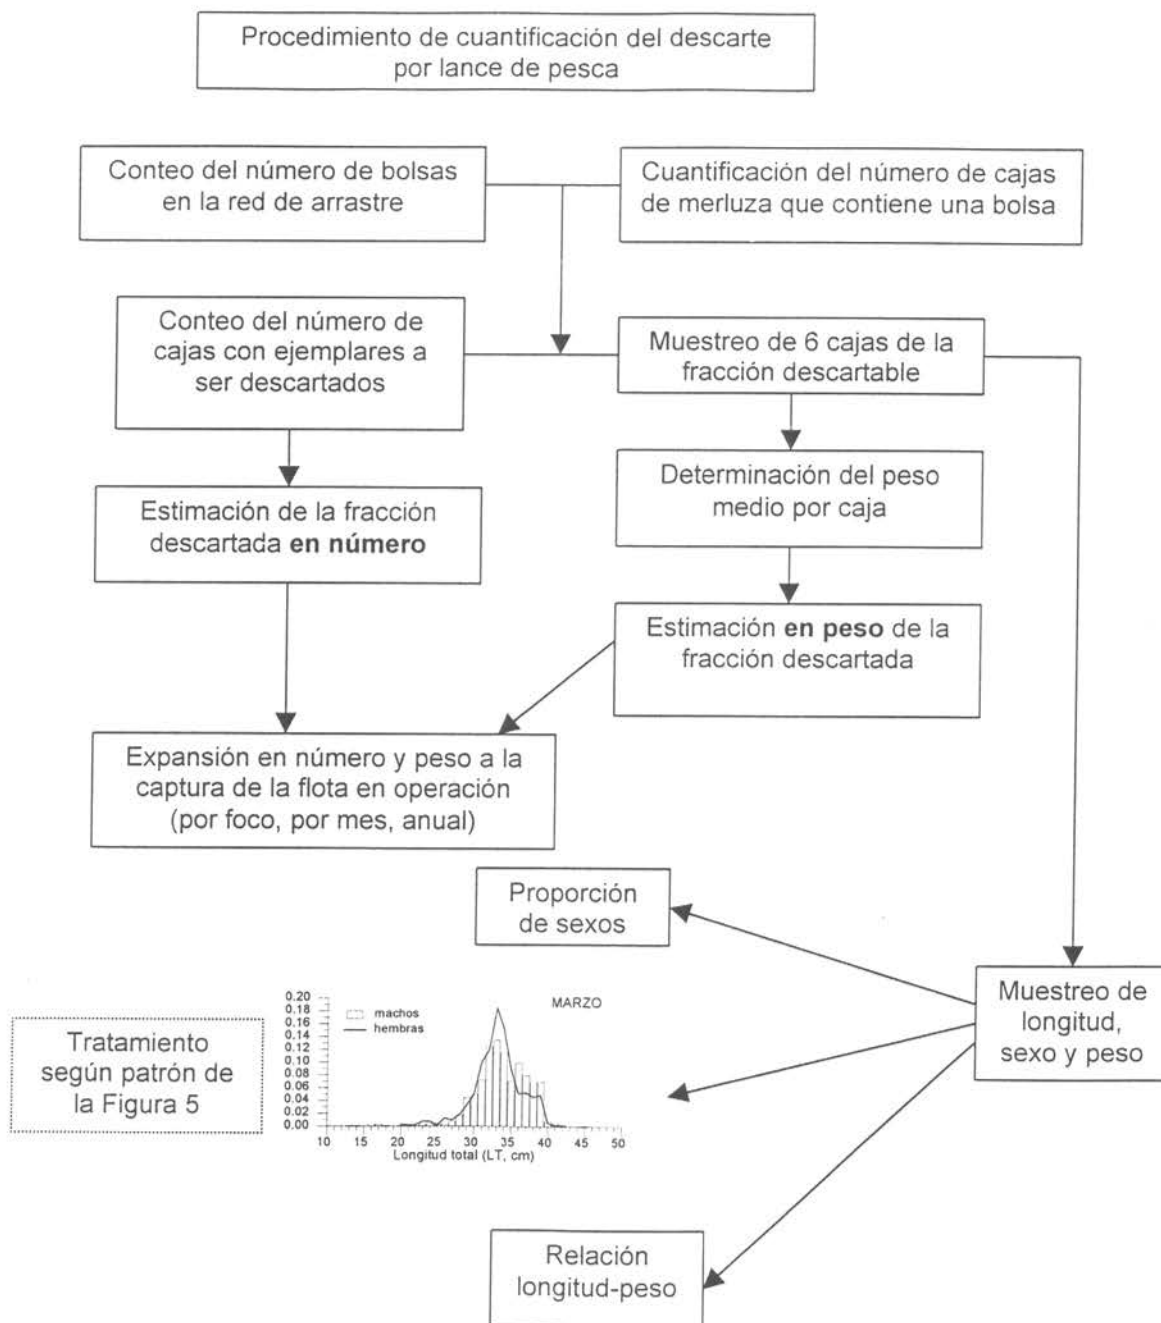 Procedimiento de cuantificación del descarte
por lance de pesca
Conteo del número de bolsas
en la red de arrastre
Cuantificación del número de cajas
de merluza que contiene una bolsa
Conteo del número de
cajas con ejemplares a
ser descartados
Muestreo de 6 cajas de la
fracción descartable
Estimación de la fracción
descartada en número
Determinación del peso
medio por caja
Estimación en peso de la
fracción descartada
Expansión en número y peso a la
captura de la flota en operación
(por foco, por mes, anual)
Proporción
de sexos
Muestreo de
longitud,
sexo y peso
Tratamiento
según patrón de
la Figura 5
MARZO
machos
hembras
0.20
0.18
0.16
0.14
0.12
0.10
0.08
0.06
0.04
0.02
0.00
10 15 20 25 30 35 40 45 50
Longitud total (LT, cm)
Relación
longitud-peso